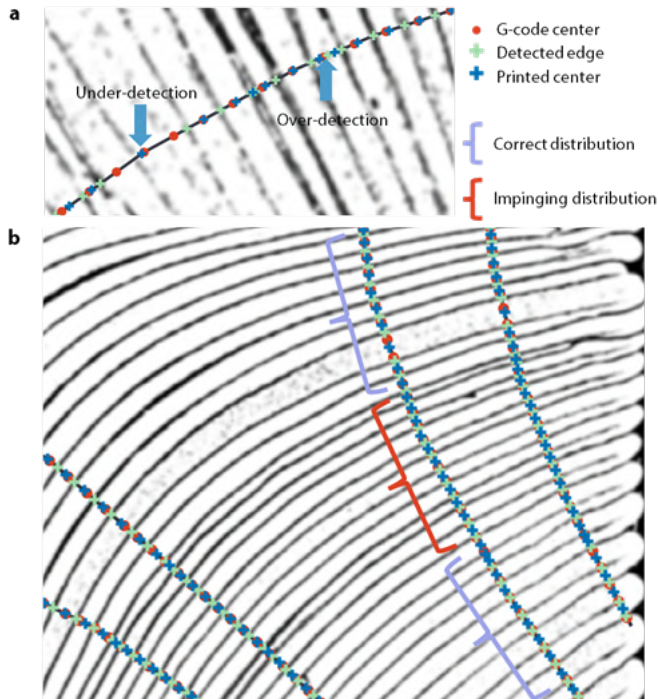 a
G-code center
Detected edge
Printed center
Under-detection
Over-detection
Correct distribution
Impinging distribution
b